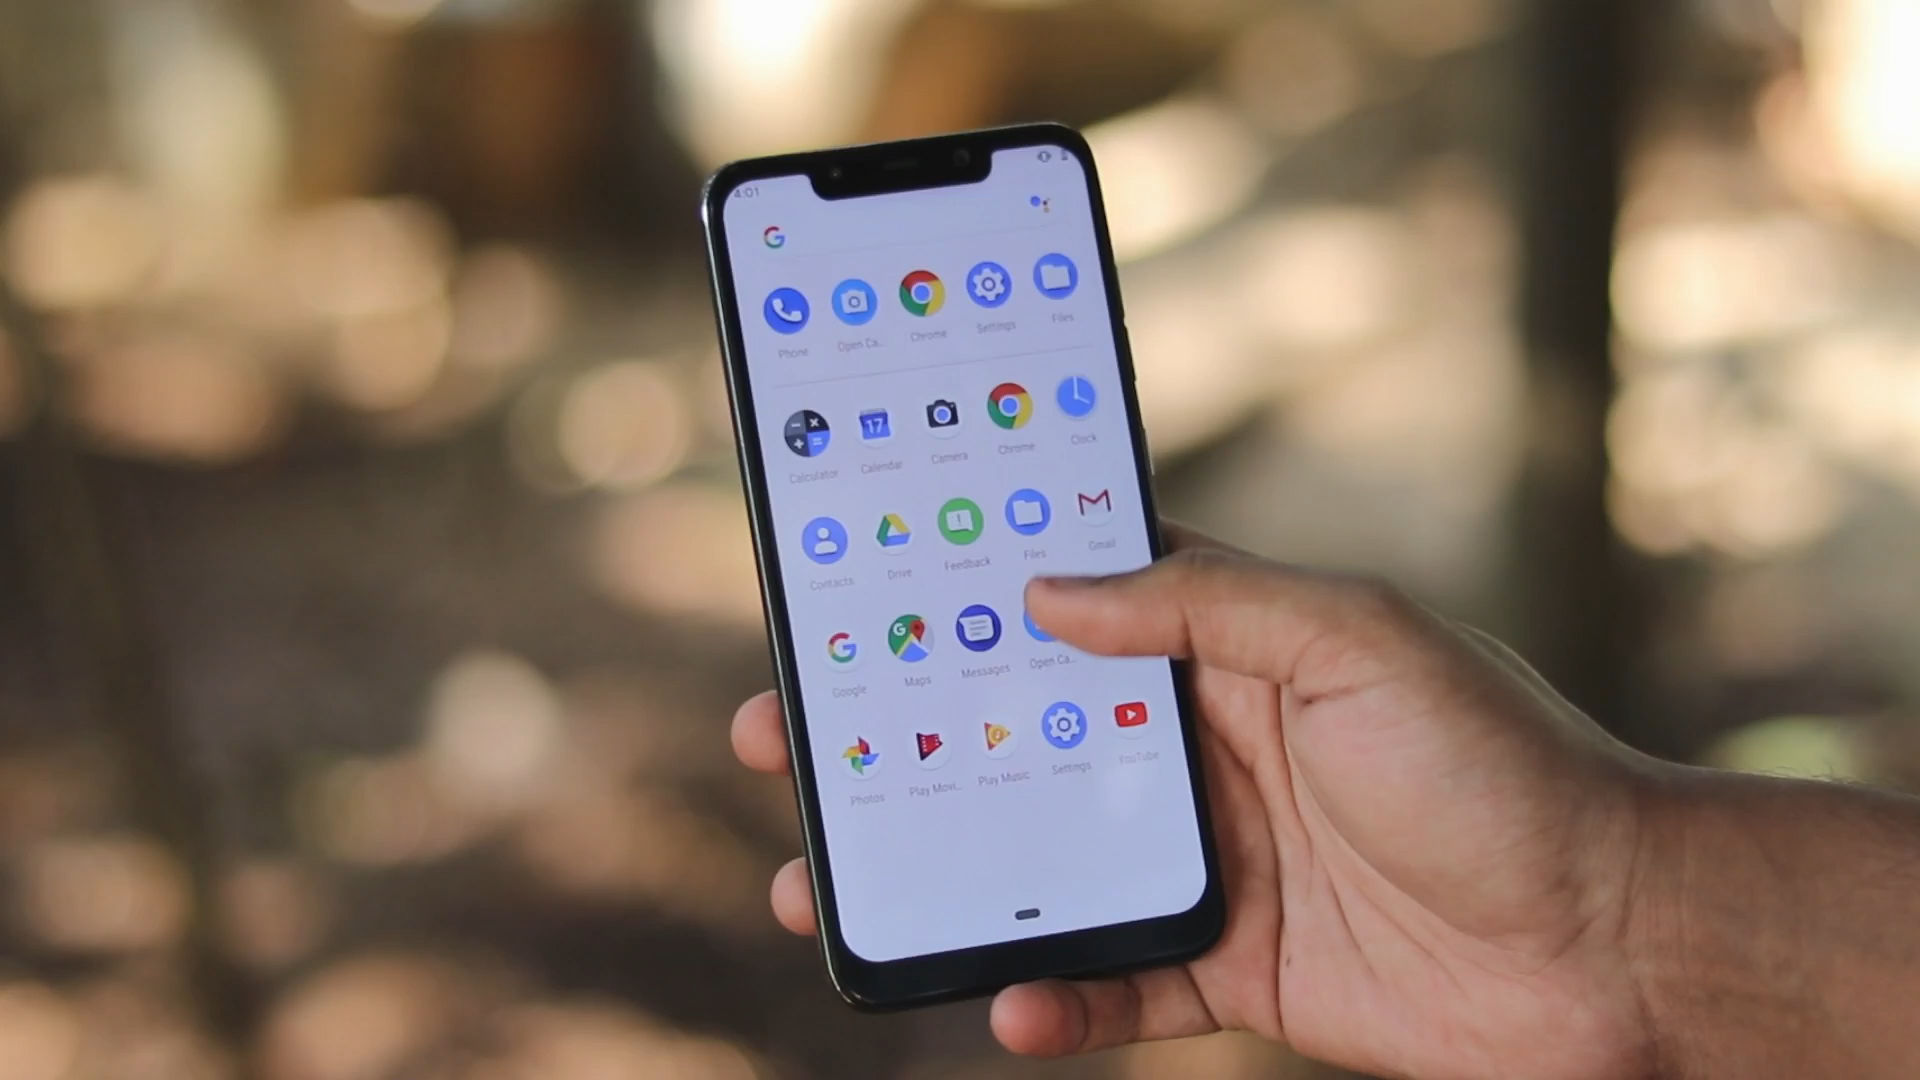 4:01
G
Phone Open Ca... Chrome Settings Files
Calculator 17 Calendar Camera Chrome Clock
Contacts Drive Feedback Files Gmail
Google Maps Messages Open Ca...
Photos Play Movi... Play Music Settings YouTube